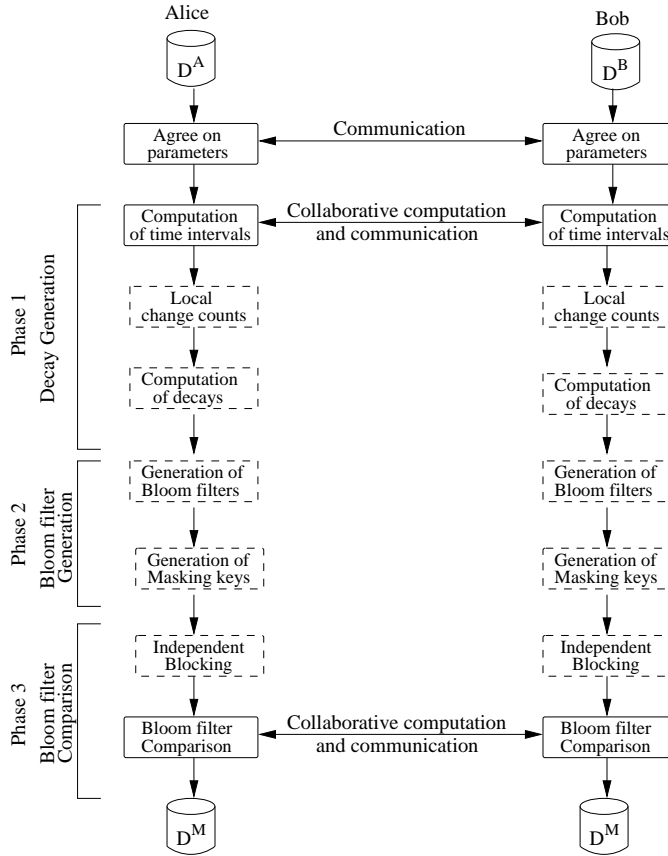 Alice
Bob
D^A
D^B
Agree on
parameters
Communication
Agree on
parameters
Phase 1
Decay Generation
Computation
of time intervals
Collaborative computation
and communication
Computation
of time intervals
Local
change counts
Local
change counts
Computation
of decays
Computation
of decays
Phase 2
Bloom filter
Generation
Generation of
Bloom filters
Generation of
Bloom filters
Generation of
Masking keys
Generation of
Masking keys
Phase 3
Bloom filter
Comparison
Independent
Blocking
Independent
Blocking
Bloom filter
Comparison
Collaborative computation
and communication
Bloom filter
Comparison
D^M
D^M